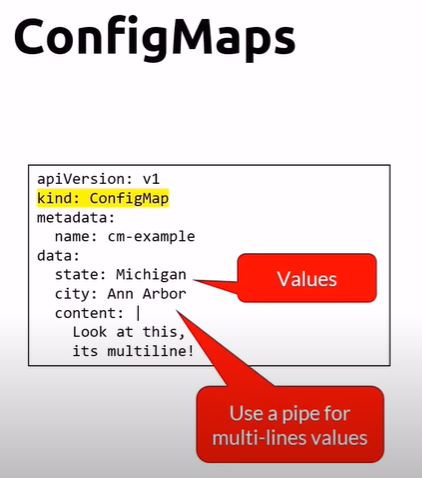 ConfigMaps
apiVersion: v1
kind: ConfigMap
metadata:
  name: cm-example
data:
  state: Michigan
  city: Ann Arbor
  content: |
    Look at this,
    its multiline!
Values
Use a pipe for
multi-lines values